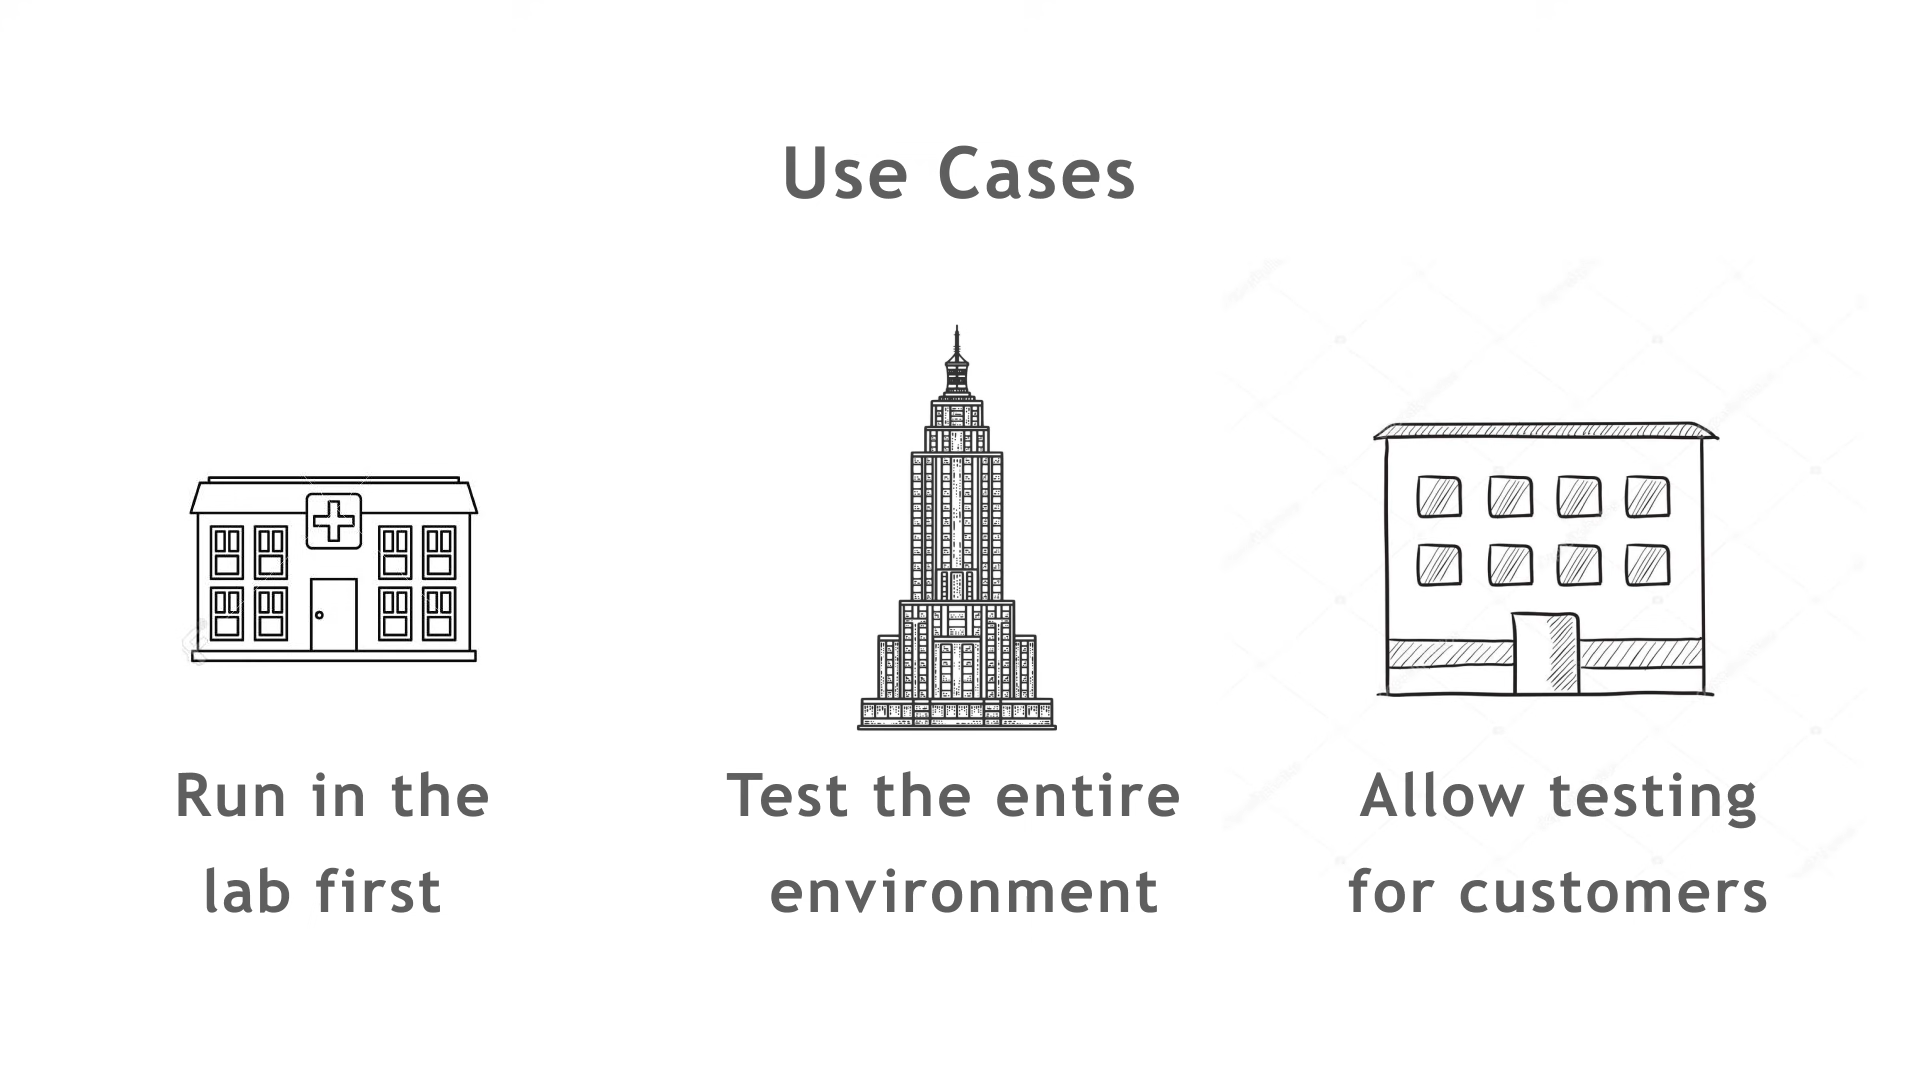 Use Cases
Run in the
lab first
Test the entire
environment
Allow testing
for customers